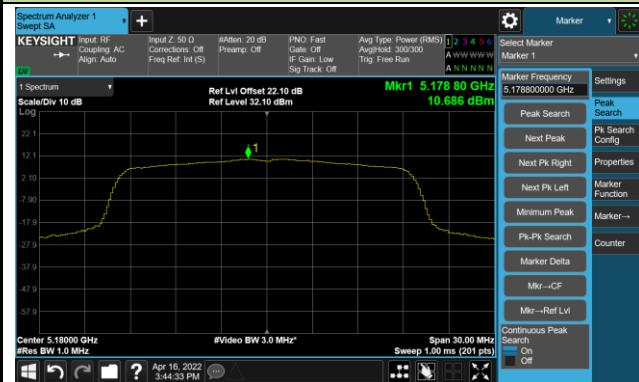 Spectrum Analyzer 1
Swept SA
+
Marker
KEYSIGHT
Input: RF
Coupling: AC
Align: Auto
Input Z: 50 Ω
Corrections: Off
Freq Ref: Int (S)
#Atten: 20 dB
Preamp: Off
PNO: Fast
Gate: Off
IF Gain: Low
Sig Track: Off
Avg Type: Power (RMS)
Avg|Hold: 300/300
Trig: Free Run
1 2 3 4 5 6
A W W W W W
A N N N N N
LXI
Select Marker
Marker 1
1 Spectrum
Scale/Div 10 dB
Log
Ref Lvl Offset 22.10 dB
Ref Level 32.10 dBm
Mkr1 5.178 80 GHz
10.686 dBm
22.1
12.1
2.10
-7.90
-17.9
-27.9
-37.9
-47.9
-57.9
1
Center 5.18000 GHz
#Res BW 1.0 MHz
#Video BW 3.0 MHz*
Span 30.00 MHz
Sweep 1.00 ms (201 pts)
Marker Frequency
5.178800000 GHz
Peak Search
Next Peak
Next Pk Right
Next Pk Left
Minimum Peak
Pk-Pk Search
Marker Delta
Mkr→CF
Mkr→Ref Lvl
Continuous Peak
Search
On
Off
Settings
Peak
Search
Pk Search
Config
Properties
Marker
Function
Marker→
Counter
?
Apr 16, 2022
3:44:33 PM